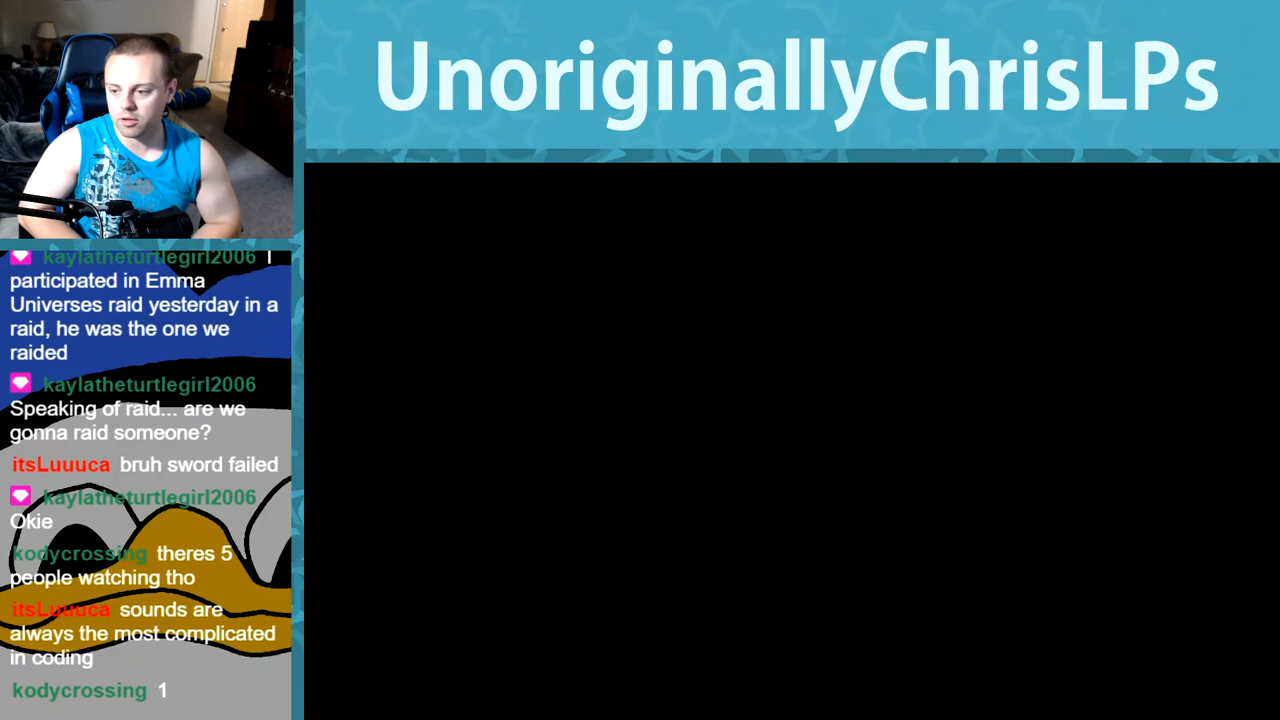 UnoriginallyChrisLPs
kaylatheturtlegirl2006 I
participated in Emma
Universes raid yesterday in a
raid, he was the one we
raided
kaylatheturtlegirl2006
Speaking of raid... are we
gonna raid someone?
itsLuuuca bruh sword failed
kaylatheturtlegirl2006
Okie
kodycrossing theres 5
people watching tho
itsLuuuca sounds are
always the most complicated
in coding
kodycrossing 1